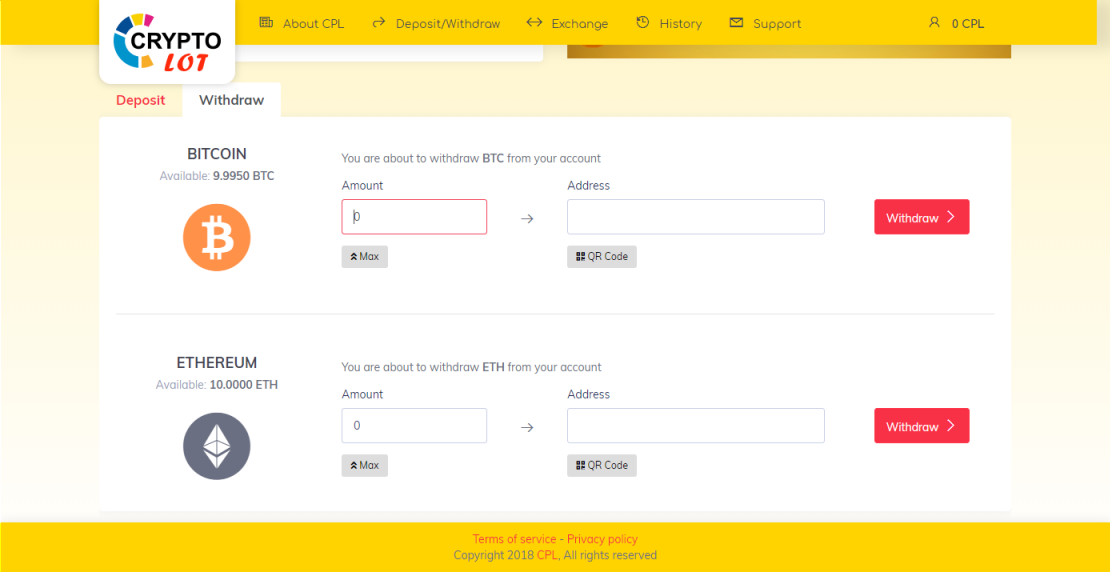 CRYPTO
LOT
About CPL
Deposit/Withdraw
Exchange
History
Support
0 CPL
Deposit
Withdraw
BITCOIN
Available: 9.9950 BTC
You are about to withdraw BTC from your account
Amount
Address
0
Withdraw
Max
QR Code
ETHEREUM
Available: 10.0000 ETH
You are about to withdraw ETH from your account
Amount
Address
0
Withdraw
Max
QR Code
Terms of service - Privacy policy
Copyright 2018 CPL, All rights reserved